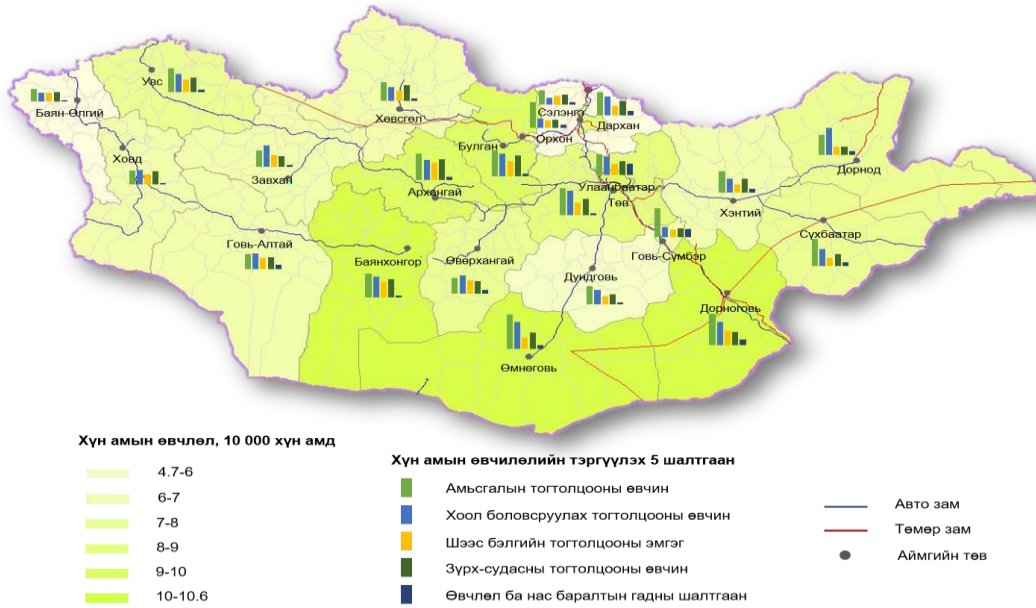 Увс
Баян-Өлгий
Хөвсгөл
Сэлэнгэ
Дархан
Орхон
Булган
Ховд
Завхан
Архангай
Улаанбаатар
Төв
Дорнод
Хэнтий
Сүхбаатар
Говь-Алтай
Баянхонгор
Өвөрхангай
Говь-Сүмбэр
Дундговь
Дорноговь
Өмнөговь
Хүн амын өвчлөл, 10 000 хүн амд
4.7-6
6-7
7-8
8-9
9-10
10-10.6
Хүн амын өвчилөлийн тэргүүлэх 5 шалтгаан
Амьсгалын тогтолцооны өвчин
Хоол боловсруулах тогтолцооны өвчин
Шээс бэлгийн тогтолцооны эмгэг
Зүрх-судасны тогтолцооны өвчин
Өвчлөл ба нас баралтын гадны шалтгаан
Авто зам
Төмөр зам
Аймгийн төв